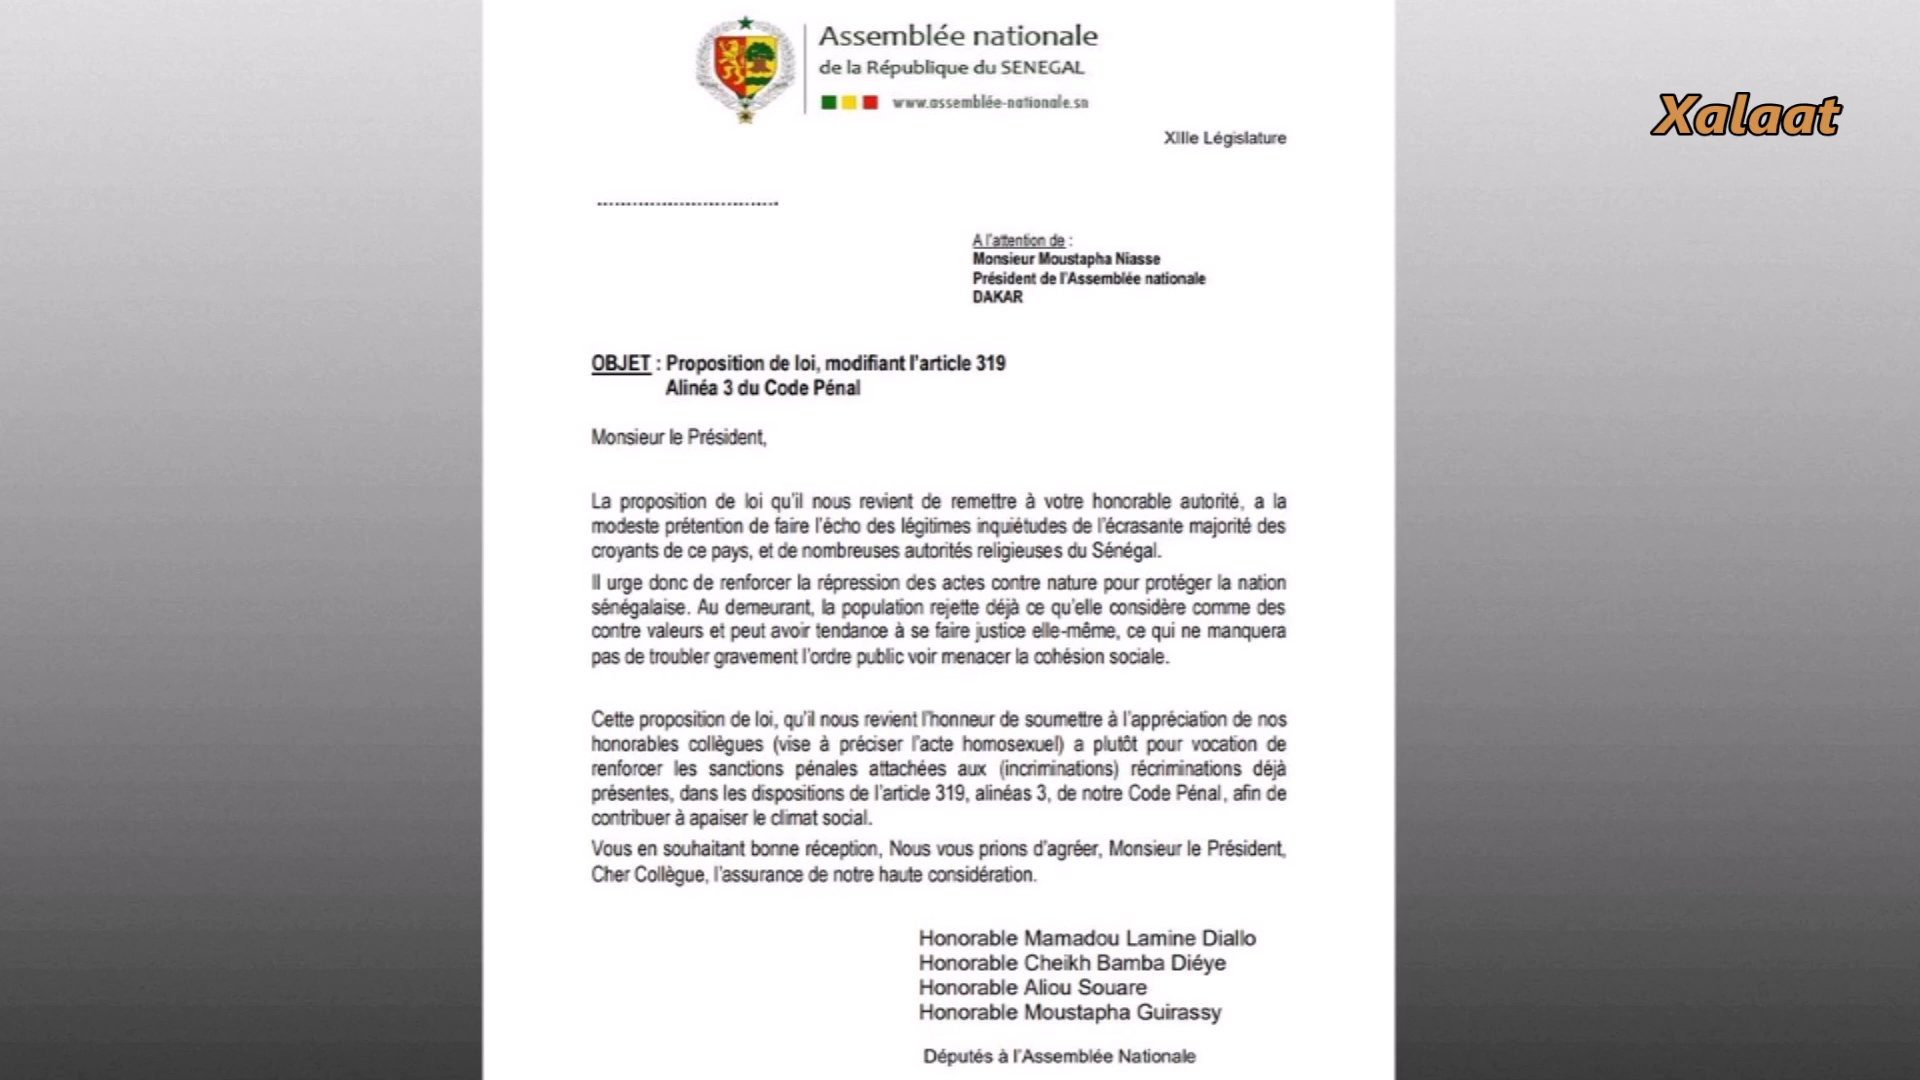 Assemblée nationale
de la République du SENEGAL
www.assemblée-nationale.sn
Xalaat
XIIIe Législature
A l'attention de :
Monsieur Moustapha Niasse
Président de l'Assemblée nationale
DAKAR
OBJET : Proposition de loi, modifiant l'article 319
Alinéa 3 du Code Pénal
Monsieur le Président,
La proposition de loi qu'il nous revient de remettre à votre honorable autorité, a la
modeste prétention de faire l'écho des légitimes inquiétudes de l'écrasante majorité des
croyants de ce pays, et de nombreuses autorités religieuses du Sénégal.
Il urge donc de renforcer la répression des actes contre nature pour protéger la nation
sénégalaise. Au demeurant, la population rejette déjà ce qu'elle considère comme des
contre valeurs et peut avoir tendance à se faire justice elle-même, ce qui ne manquera
pas de troubler gravement l'ordre public voir menacer la cohésion sociale.
Cette proposition de loi, qu'il nous revient l'honneur de soumettre à l'appréciation de nos
honorables collègues (vise à préciser l'acte homosexuel) a plutôt pour vocation de
renforcer les sanctions pénales attachées aux (incriminations) récriminations déjà
présentes, dans les dispositions de l'article 319, alinéas 3, de notre Code Pénal, afin de
contribuer à apaiser le climat social.
Vous en souhaitant bonne réception, Nous vous prions d'agréer, Monsieur le Président,
Cher Collègue, l'assurance de notre haute considération.
Honorable Mamadou Lamine Diallo
Honorable Cheikh Bamba Diéye
Honorable Aliou Souare
Honorable Moustapha Guirassy
Députés à l'Assemblée Nationale